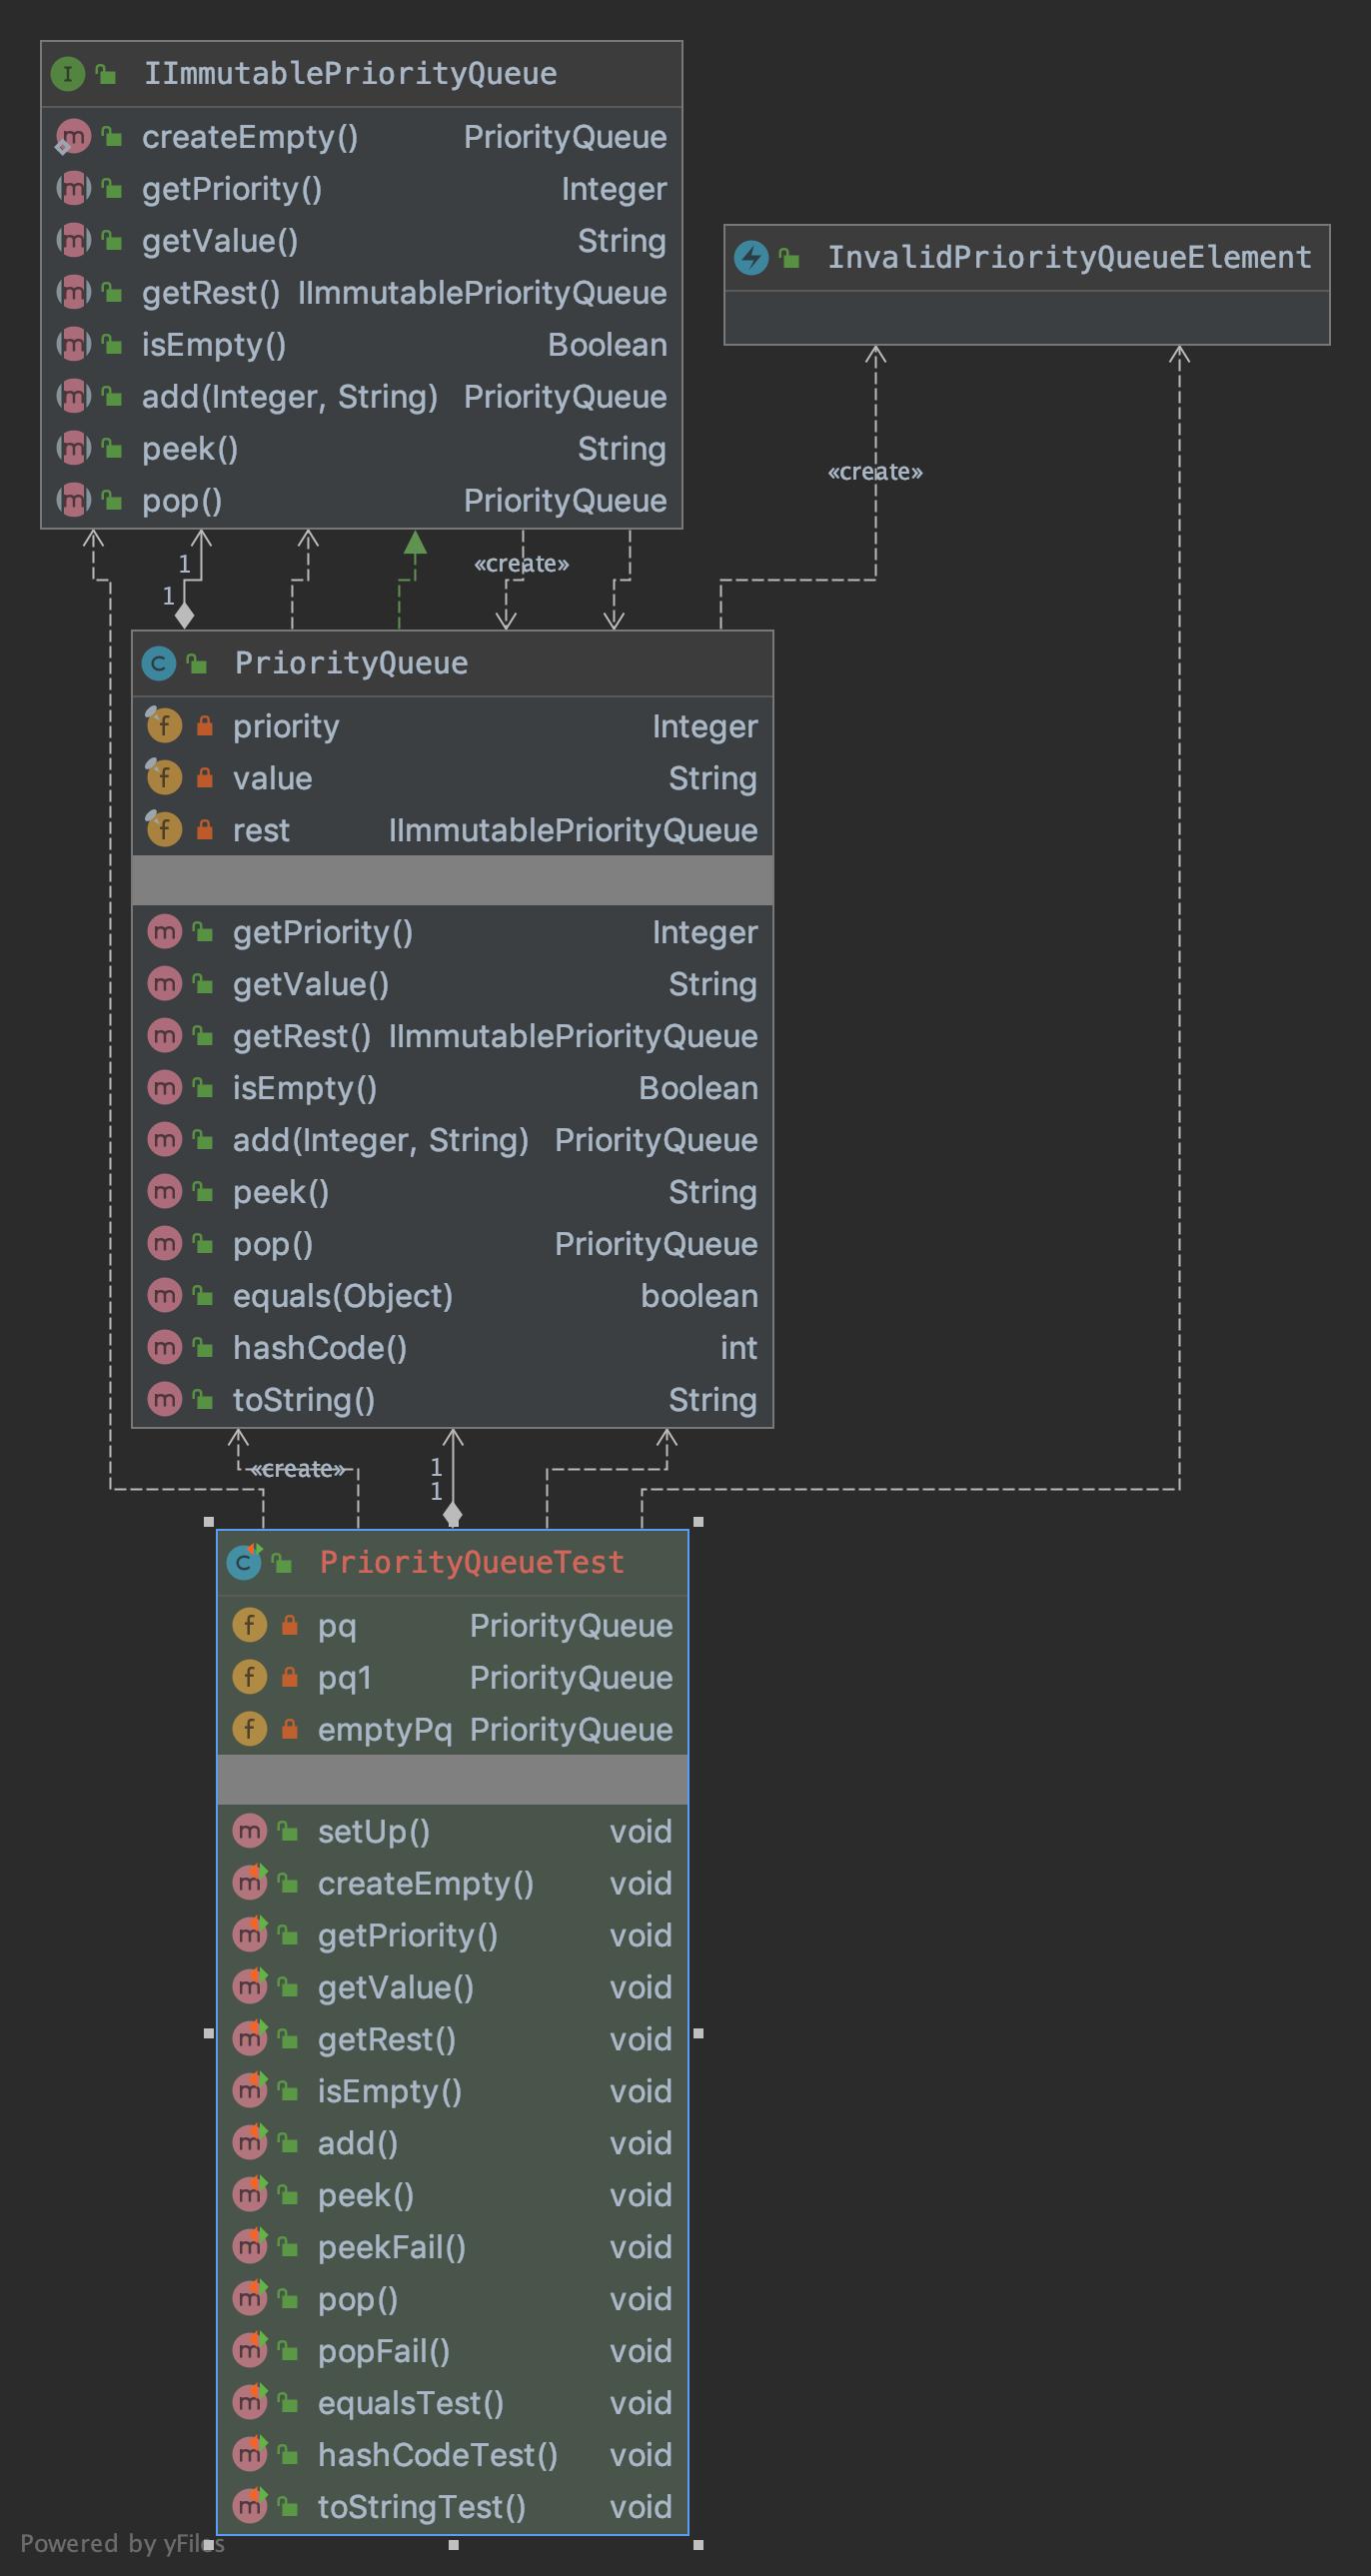 IImmutablePriorityQueue
createEmpty() PriorityQueue
getPriority() Integer
getValue() String
getRest() IImmutablePriorityQueue
isEmpty() Boolean
add(Integer, String) PriorityQueue
peek() String
pop() PriorityQueue
InvalidPriorityQueueElement
«create»
1
1
«create»
PriorityQueue
priority Integer
value String
rest IImmutablePriorityQueue
getPriority() Integer
getValue() String
getRest() IImmutablePriorityQueue
isEmpty() Boolean
add(Integer, String) PriorityQueue
peek() String
pop() PriorityQueue
equals(Object) boolean
hashCode() int
toString() String
«create»
1
1
PriorityQueueTest
pq PriorityQueue
pq1 PriorityQueue
emptyPq PriorityQueue
setUp() void
createEmpty() void
getPriority() void
getValue() void
getRest() void
isEmpty() void
add() void
peek() void
peekFail() void
pop() void
popFail() void
equalsTest() void
hashCodeTest() void
toStringTest() void
Powered by yFiles